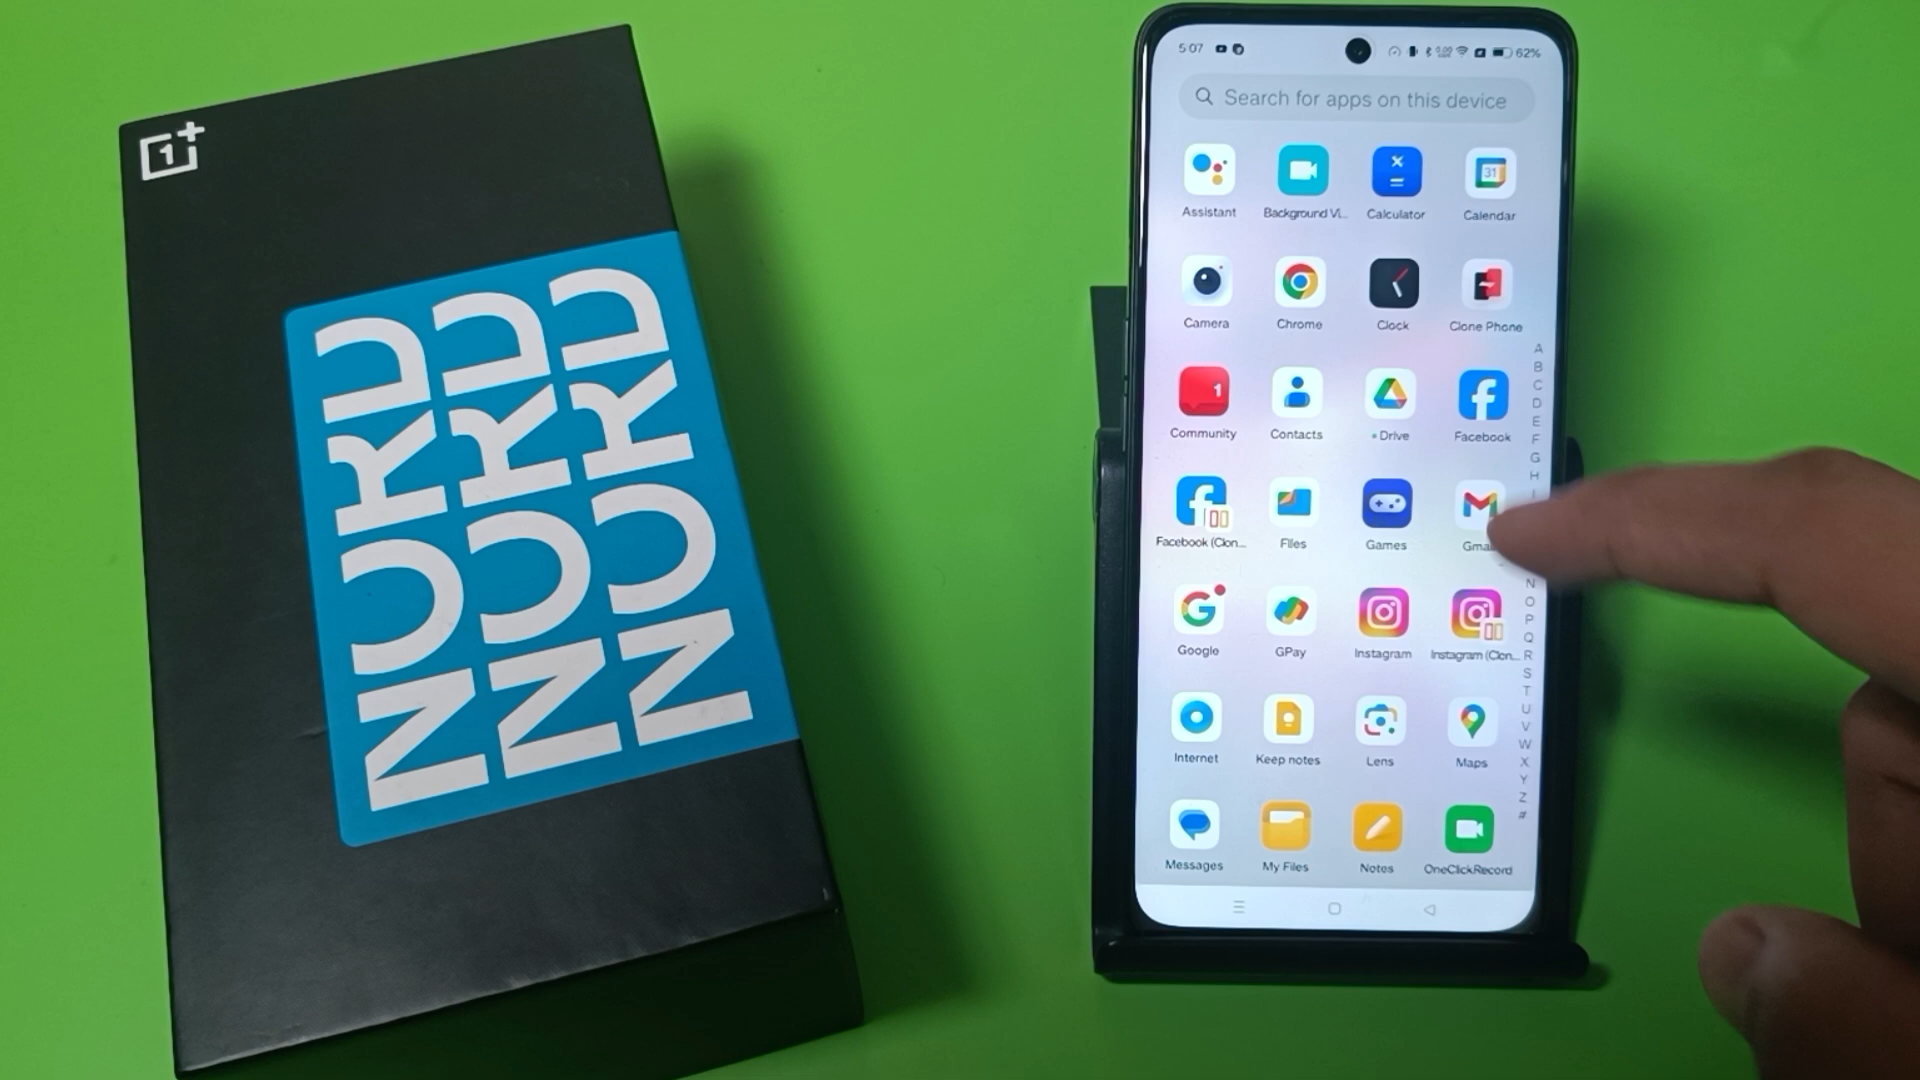 1+
NORD
NORD
NORD
5:07
62%
Search for apps on this device
31
Assistant
Background Vi...
Calculator
Calendar
Camera
Chrome
Clock
Clone Phone
1
Community
Contacts
Drive
Facebook
Facebook (Clon...
Files
Games
Gmail
Google
GPay
Instagram
Instagram (Clon...
Internet
Keep notes
Lens
Maps
Messages
My Files
Notes
OneClickRecord
A
B
C
D
E
F
G
H
I
N
O
P
Q
R
S
T
U
V
W
X
Y
Z
#